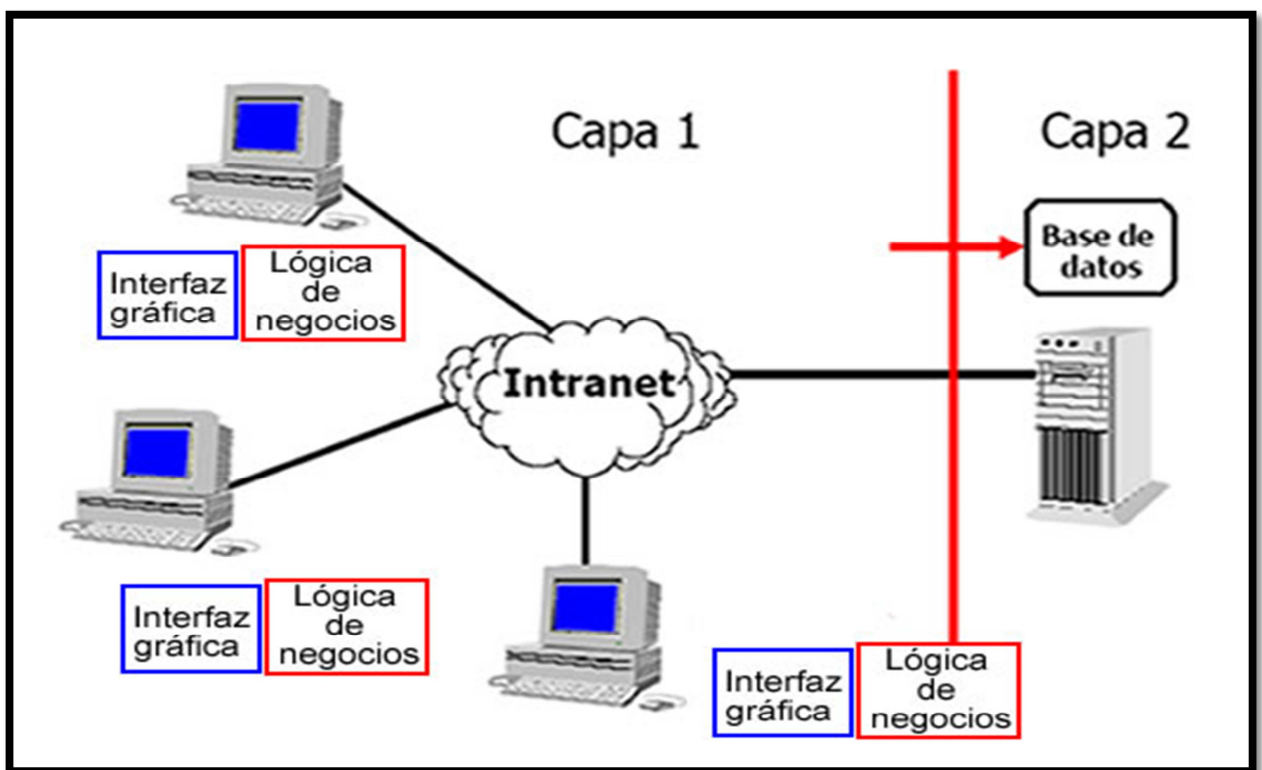 Capa 1
Capa 2
Base de
datos
Interfaz
gráfica
Lógica
de
negocios
Intranet
Interfaz
gráfica
Lógica
de
negocios
Interfaz
gráfica
Lógica
de
negocios